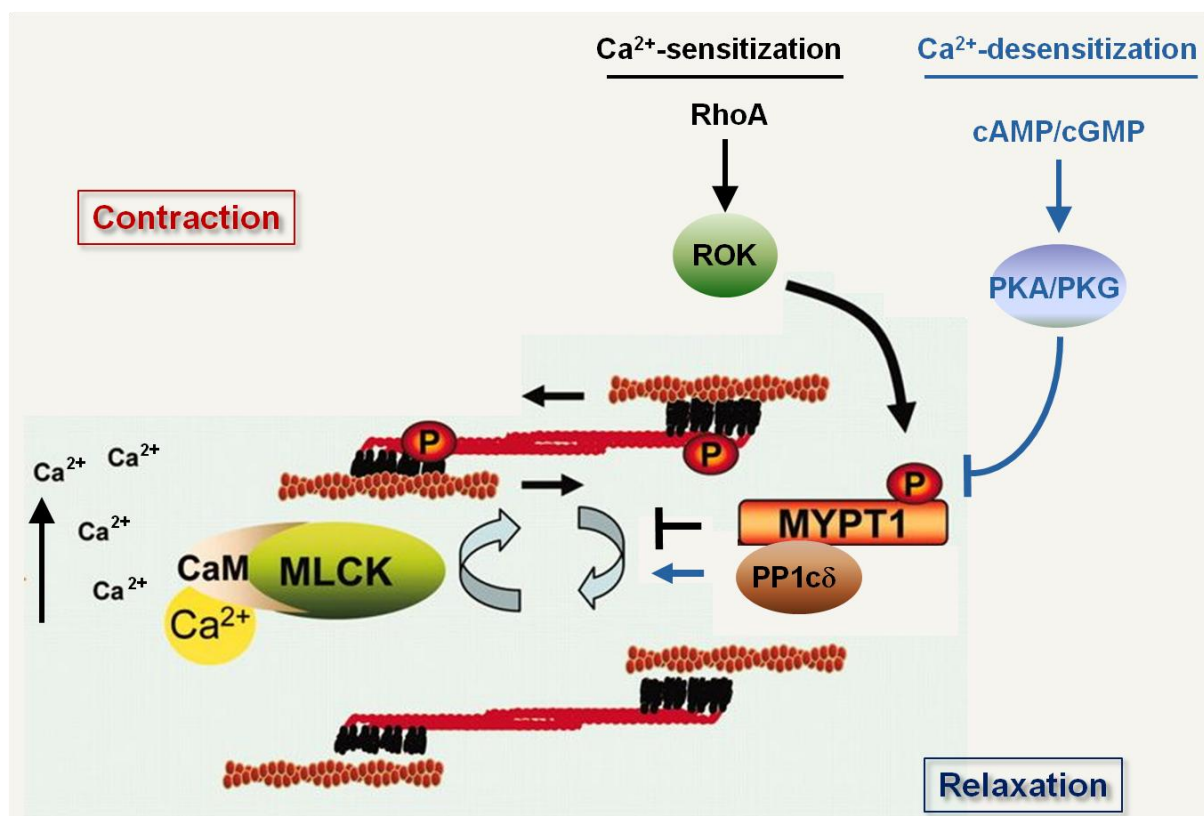 Ca²⁺-sensitization
Ca²⁺-desensitization
RhoA
cAMP/cGMP
Contraction
ROK
PKA/PKG
P
P
Ca²⁺
Ca²⁺
P
Ca²⁺
MYPT1
CaM
MLCK
PP1cδ
Ca²⁺
Ca²⁺
Relaxation